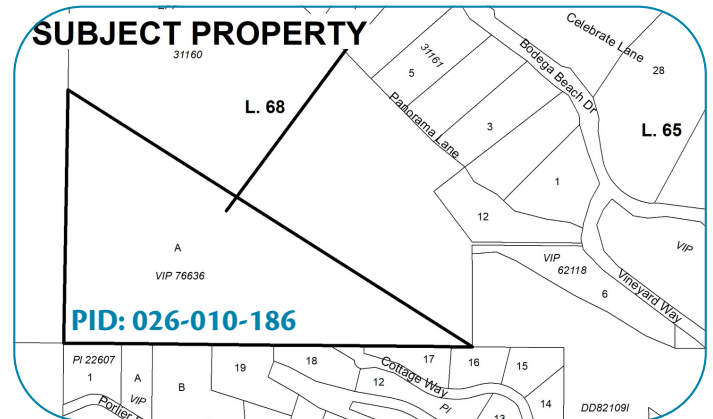 SUBJECT PROPERTY
31160
L. 68
31161
5
3
Panorama Lane
Bodega Beach Dr
Celebrate Lane
28
L. 65
1
12
A
VIP 76636
PID: 026-010-186
VIP
62118
6
Vineyard Way
VIP
PI 22607
1
A
VIP
B
19
18
12
Cottage Way
17
16
15
14
13
PI
DD82109I